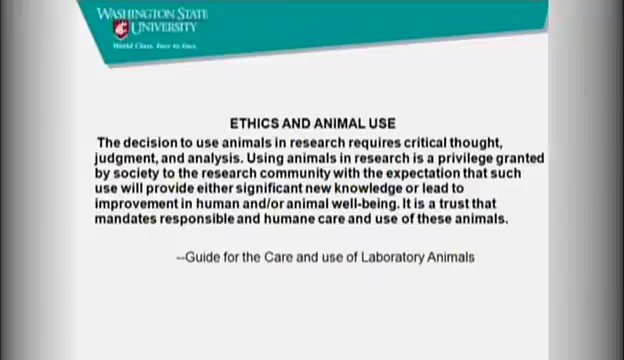 WASHINGTON STATE
UNIVERSITY
World Class. Face to Face.
ETHICS AND ANIMAL USE
The decision to use animals in research requires critical thought,
judgment, and analysis. Using animals in research is a privilege granted
by society to the research community with the expectation that such
use will provide either significant new knowledge or lead to
improvement in human and/or animal well-being. It is a trust that
mandates responsible and humane care and use of these animals.
--Guide for the Care and use of Laboratory Animals